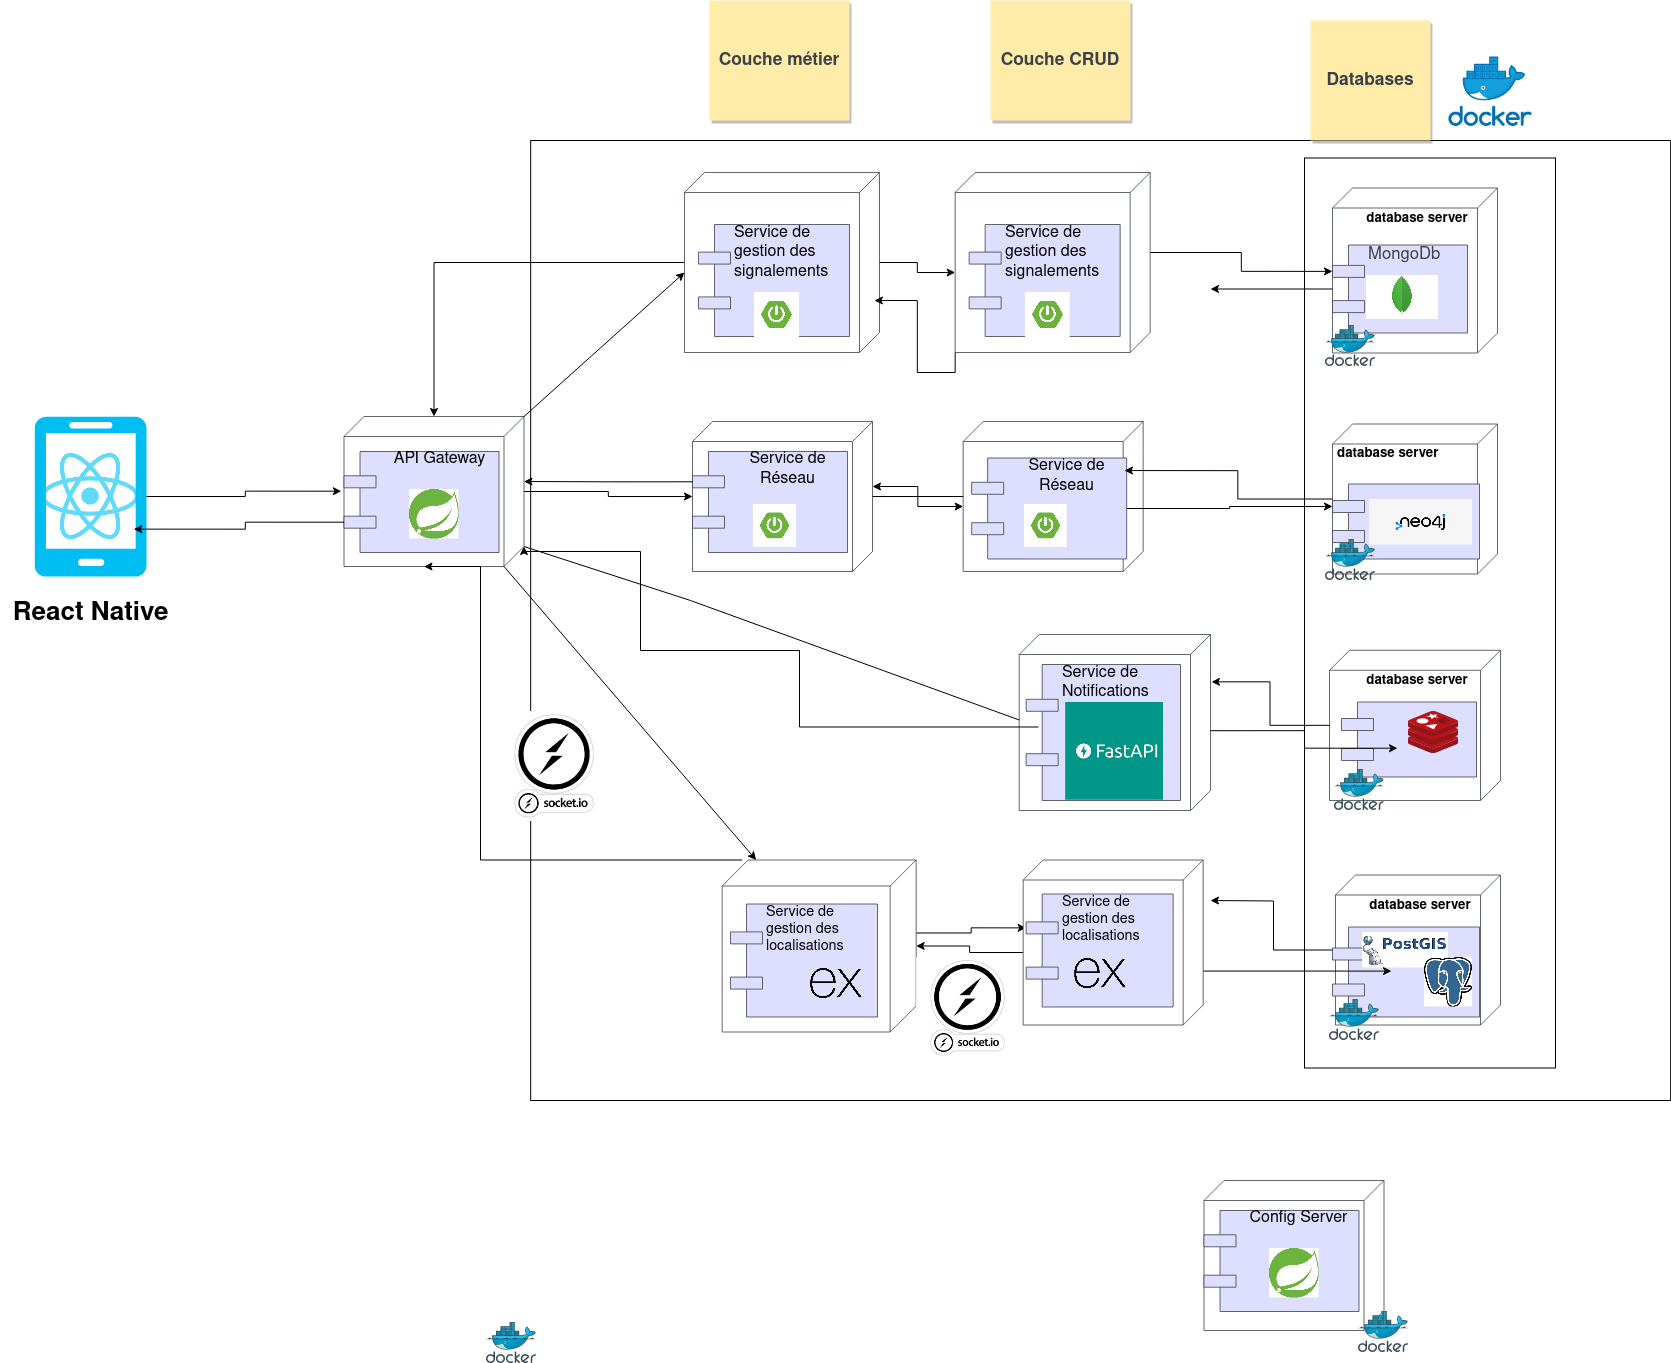 Couche métier
Couche CRUD
Databases
docker
Service de
gestion des
signalements
Service de
gestion des
signalements
database server
MongoDb
docker
API Gateway
Service de
Réseau
Service de
Réseau
database server
neo4j
docker
React Native
Service de
Notifications
FastAPI
database server
docker
socket.io
Service de
gestion des
localisations
ex
Service de
gestion des
localisations
ex
database server
PostGIS
docker
socket.io
Config Server
docker
docker